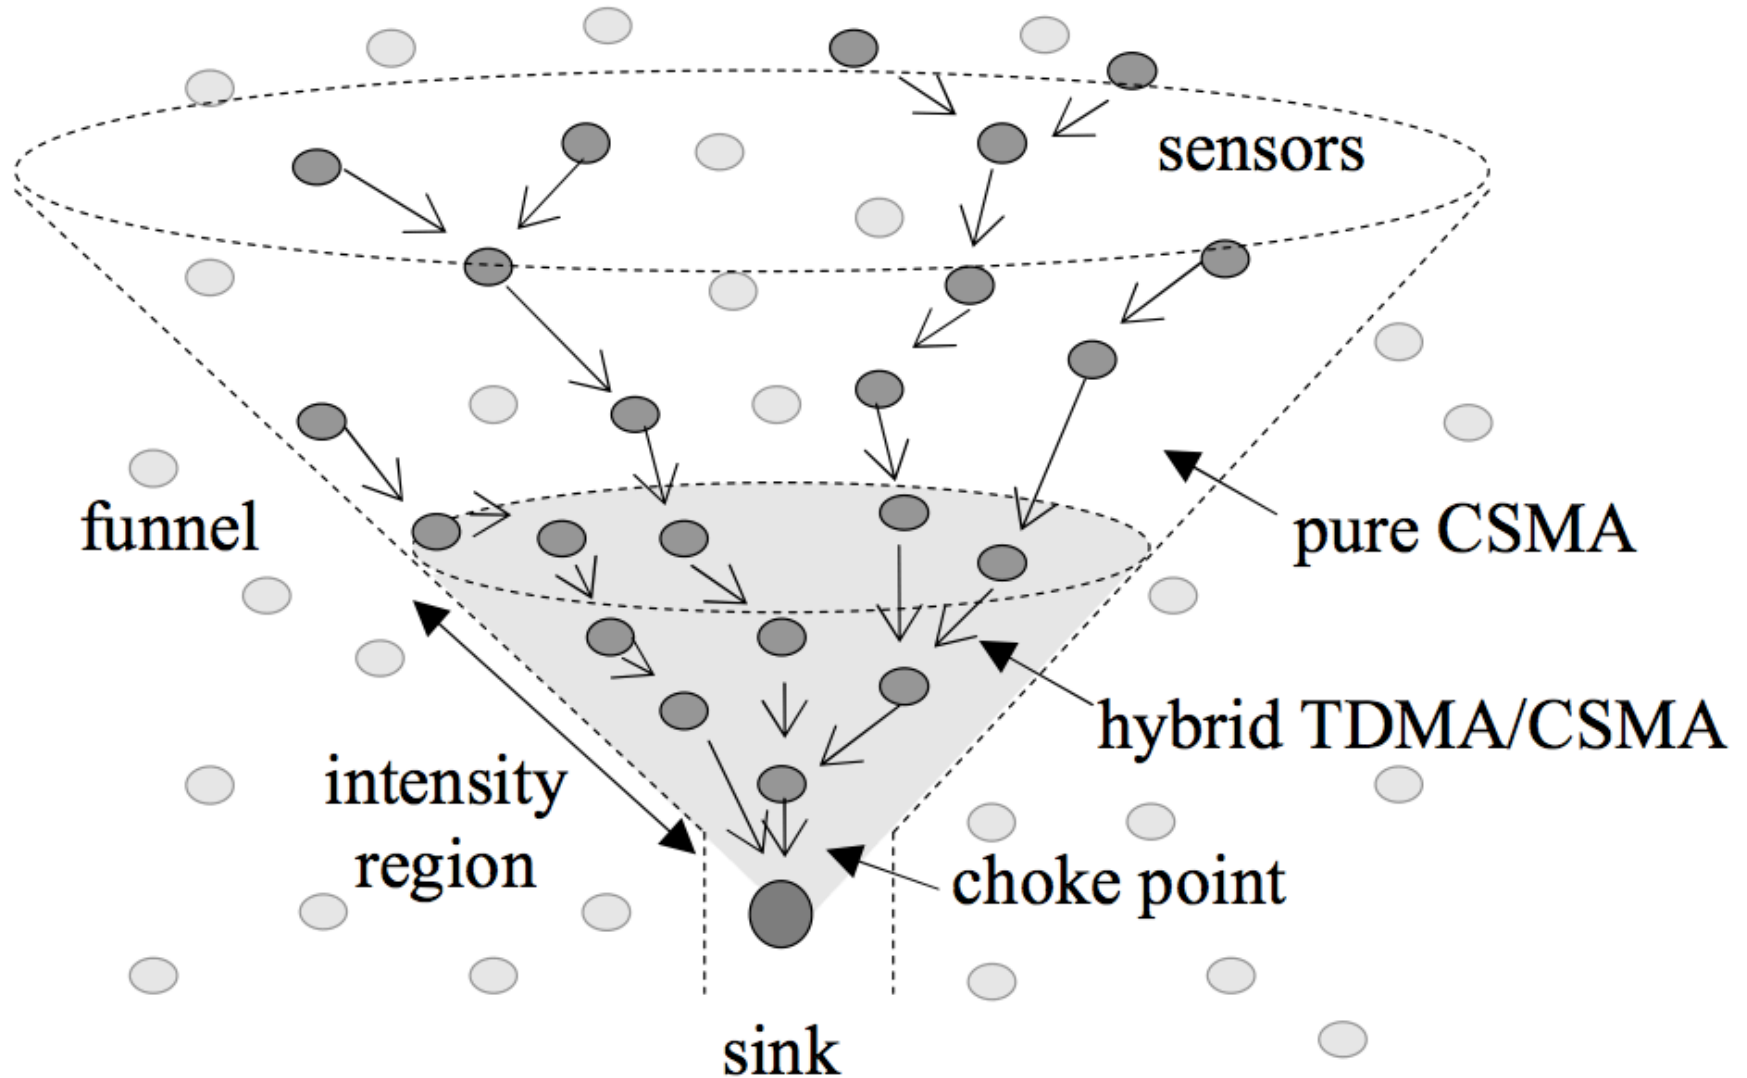 sensors
funnel
pure CSMA
hybrid TDMA/CSMA
intensity
region
choke point
sink